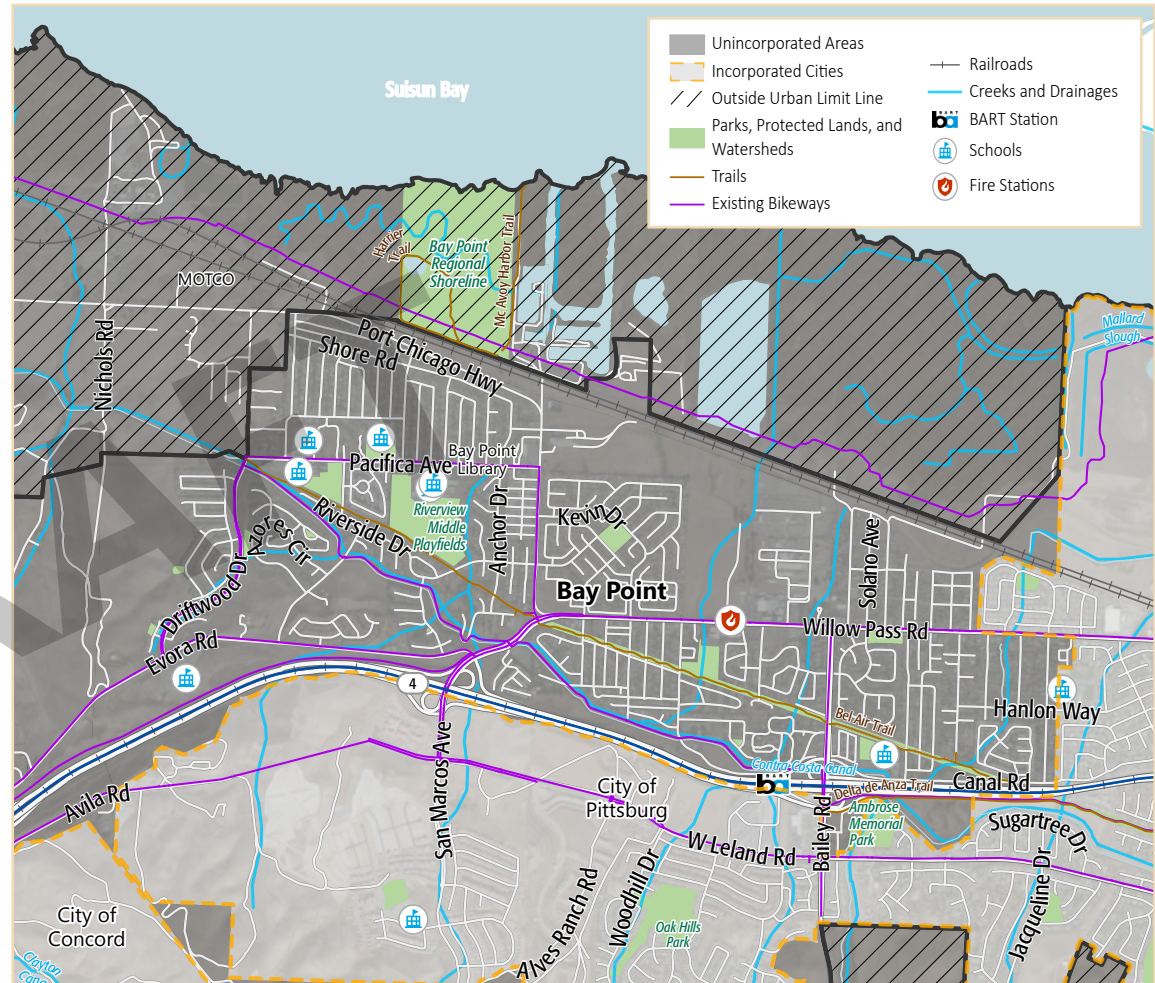 Suisun Bay
Unincorporated Areas
Incorporated Cities
Outside Urban Limit Line
Parks, Protected Lands, and
Watersheds
Trails
Existing Bikeways
Railroads
Creeks and Drainages
BART
ba
BART Station
Schools
Fire Stations
Harrier
Trail
Bay Point
Regional
Shoreline
Mc Avoy Harbor Trail
MOTCO
Mallard
Slough
Nichols Rd
Port Chicago Hwy
Shore Rd
Pacifica Ave
Bay Point
Library
Riverview
Middle
Playfields
Anchor Dr
Kevin Dr
Riverside Dr
Azores Cir
Driftwood Dr
Evora Rd
Bay Point
Solano Ave
Willow Pass Rd
4
Hanlon Way
Bel Air Trail
Contra Costa Canal
BART
ba
Delta de Anza Trail
Canal Rd
San Marcos Ave
Avila Rd
City of
Pittsburg
Bailey Rd
Ambrose
Memorial
Park
Sugartree Dr
W Leland Rd
Woodhill Dr
Jacqueline Dr
Alves Ranch Rd
Oak Hills
Park
City of
Concord
Clayton